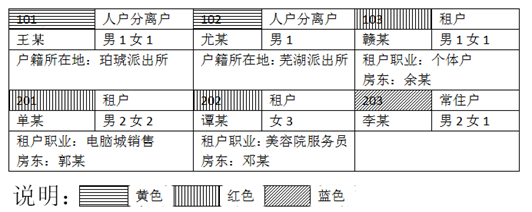 101 人户分离户 102 人户分离户 103 租户
王某 男1女1 尤某 男1 赣某 男1女1
户籍所在地：珀琥派出所 户籍所在地：芜湖派出所 租户职业：个体户
房东：余某
201 租户 202 租户 203 常住户
单某 男2女2 谭某 女3 李某 男2女1
租户职业：电脑城销售 租户职业：美容院服务员
房东：郭某 房东：邓某
说明： 黄色 红色 蓝色